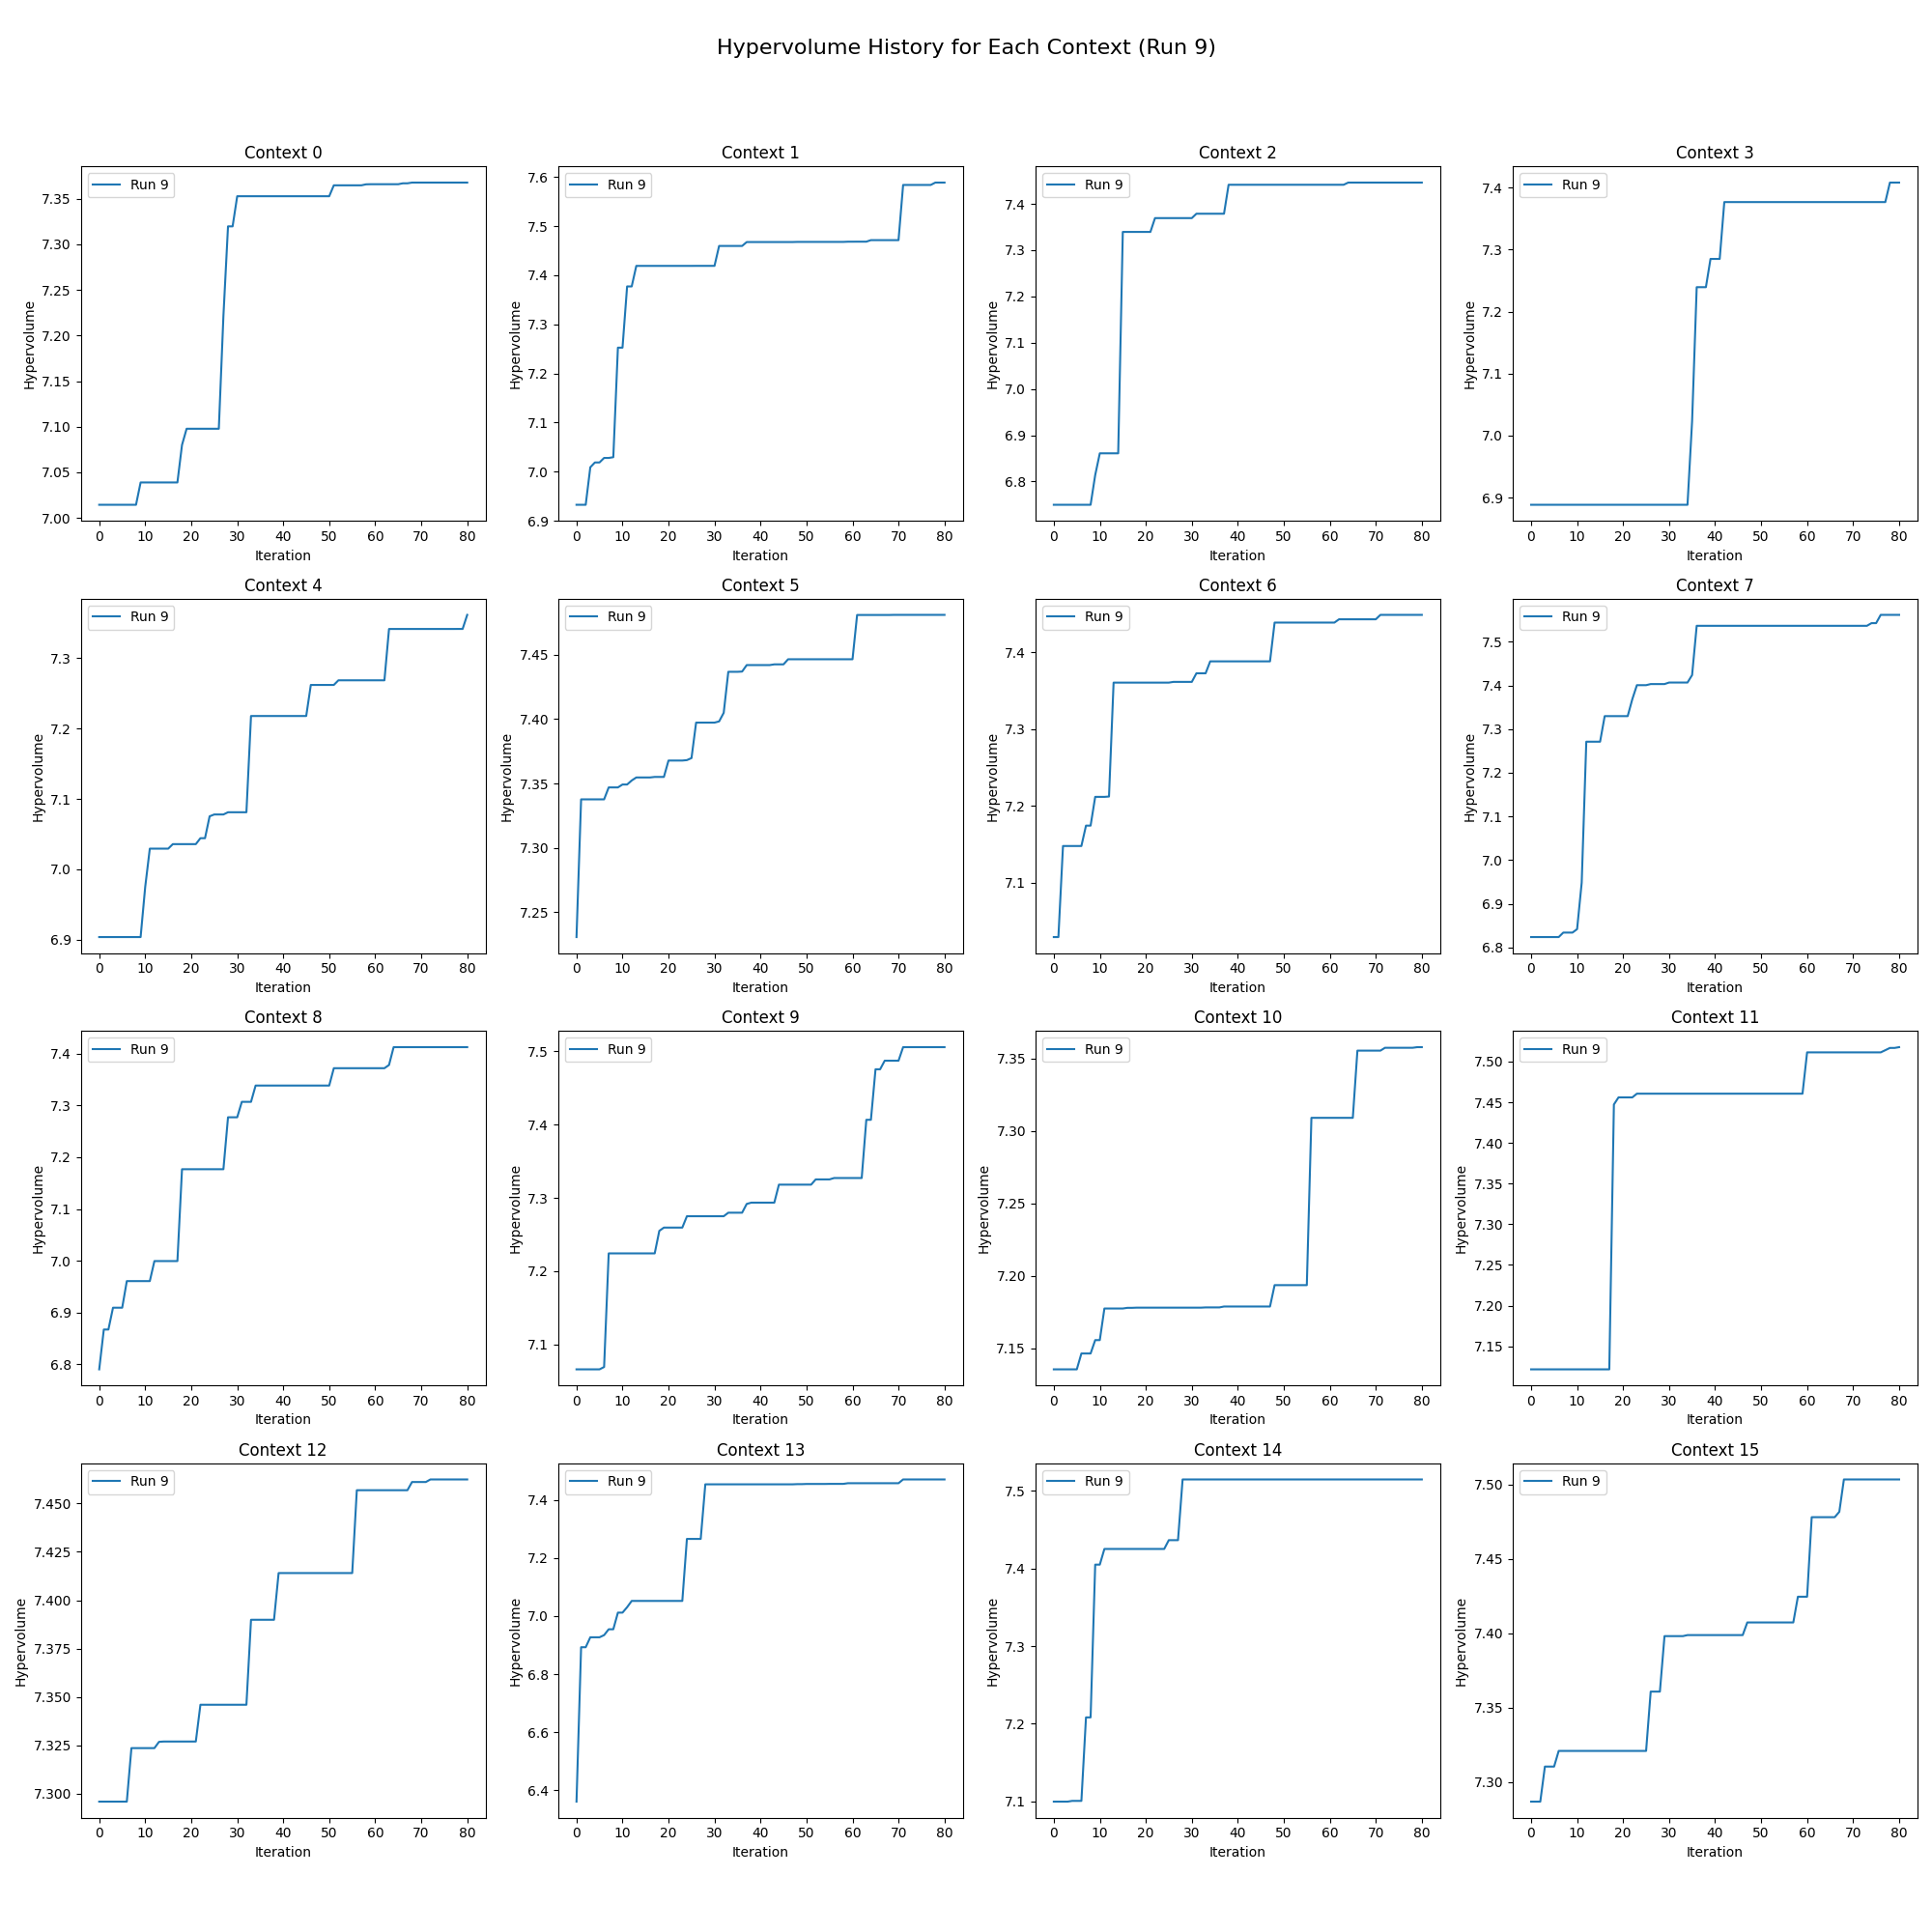 Hypervolume History for Each Context (Run 9)
Context 0
Run 9
7.35
7.30
7.25
7.20
7.15
7.10
7.05
7.00
Hypervolume
0 10 20 30 40 50 60 70 80
Iteration
Context 1
Run 9
7.6
7.5
7.4
7.3
7.2
7.1
7.0
6.9
Hypervolume
0 10 20 30 40 50 60 70 80
Iteration
Context 2
Run 9
7.4
7.3
7.2
7.1
7.0
6.9
6.8
Hypervolume
0 10 20 30 40 50 60 70 80
Iteration
Context 3
Run 9
7.4
7.3
7.2
7.1
7.0
6.9
Hypervolume
0 10 20 30 40 50 60 70 80
Iteration
Context 4
Run 9
7.3
7.2
7.1
7.0
6.9
Hypervolume
0 10 20 30 40 50 60 70 80
Iteration
Context 5
Run 9
7.45
7.40
7.35
7.30
7.25
Hypervolume
0 10 20 30 40 50 60 70 80
Iteration
Context 6
Run 9
7.4
7.3
7.2
7.1
Hypervolume
0 10 20 30 40 50 60 70 80
Iteration
Context 7
Run 9
7.5
7.4
7.3
7.2
7.1
7.0
6.9
6.8
Hypervolume
0 10 20 30 40 50 60 70 80
Iteration
Context 8
Run 9
7.4
7.3
7.2
7.1
7.0
6.9
6.8
Hypervolume
0 10 20 30 40 50 60 70 80
Iteration
Context 9
Run 9
7.5
7.4
7.3
7.2
7.1
Hypervolume
0 10 20 30 40 50 60 70 80
Iteration
Context 10
Run 9
7.35
7.30
7.25
7.20
7.15
Hypervolume
0 10 20 30 40 50 60 70 80
Iteration
Context 11
Run 9
7.50
7.45
7.40
7.35
7.30
7.25
7.20
7.15
Hypervolume
0 10 20 30 40 50 60 70 80
Iteration
Context 12
Run 9
7.450
7.425
7.400
7.375
7.350
7.325
7.300
Hypervolume
0 10 20 30 40 50 60 70 80
Iteration
Context 13
Run 9
7.4
7.2
7.0
6.8
6.6
6.4
Hypervolume
0 10 20 30 40 50 60 70 80
Iteration
Context 14
Run 9
7.5
7.4
7.3
7.2
7.1
Hypervolume
0 10 20 30 40 50 60 70 80
Iteration
Context 15
Run 9
7.50
7.45
7.40
7.35
7.30
Hypervolume
0 10 20 30 40 50 60 70 80
Iteration